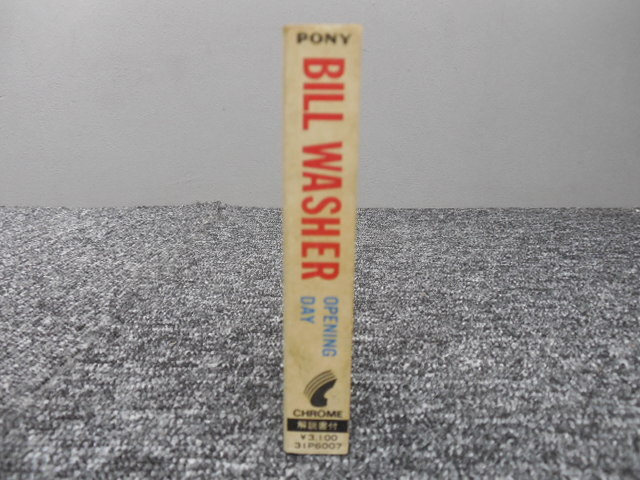 PONY
BILL WASHER
OPENING
DAY
CHROME
解説書付
¥3,100
31P6007